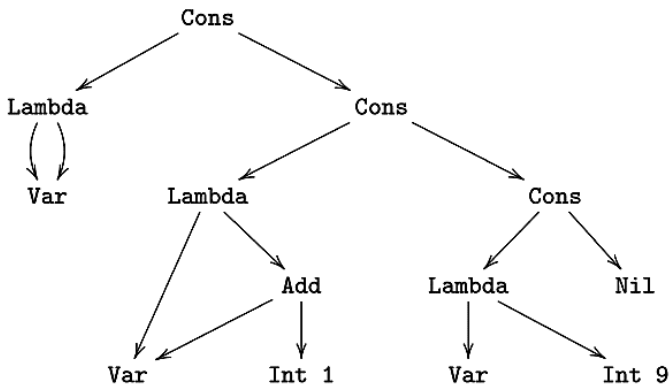 Cons
Lambda Cons
Var Lambda Cons
Add Lambda Nil
Var Int 1 Var Int 9